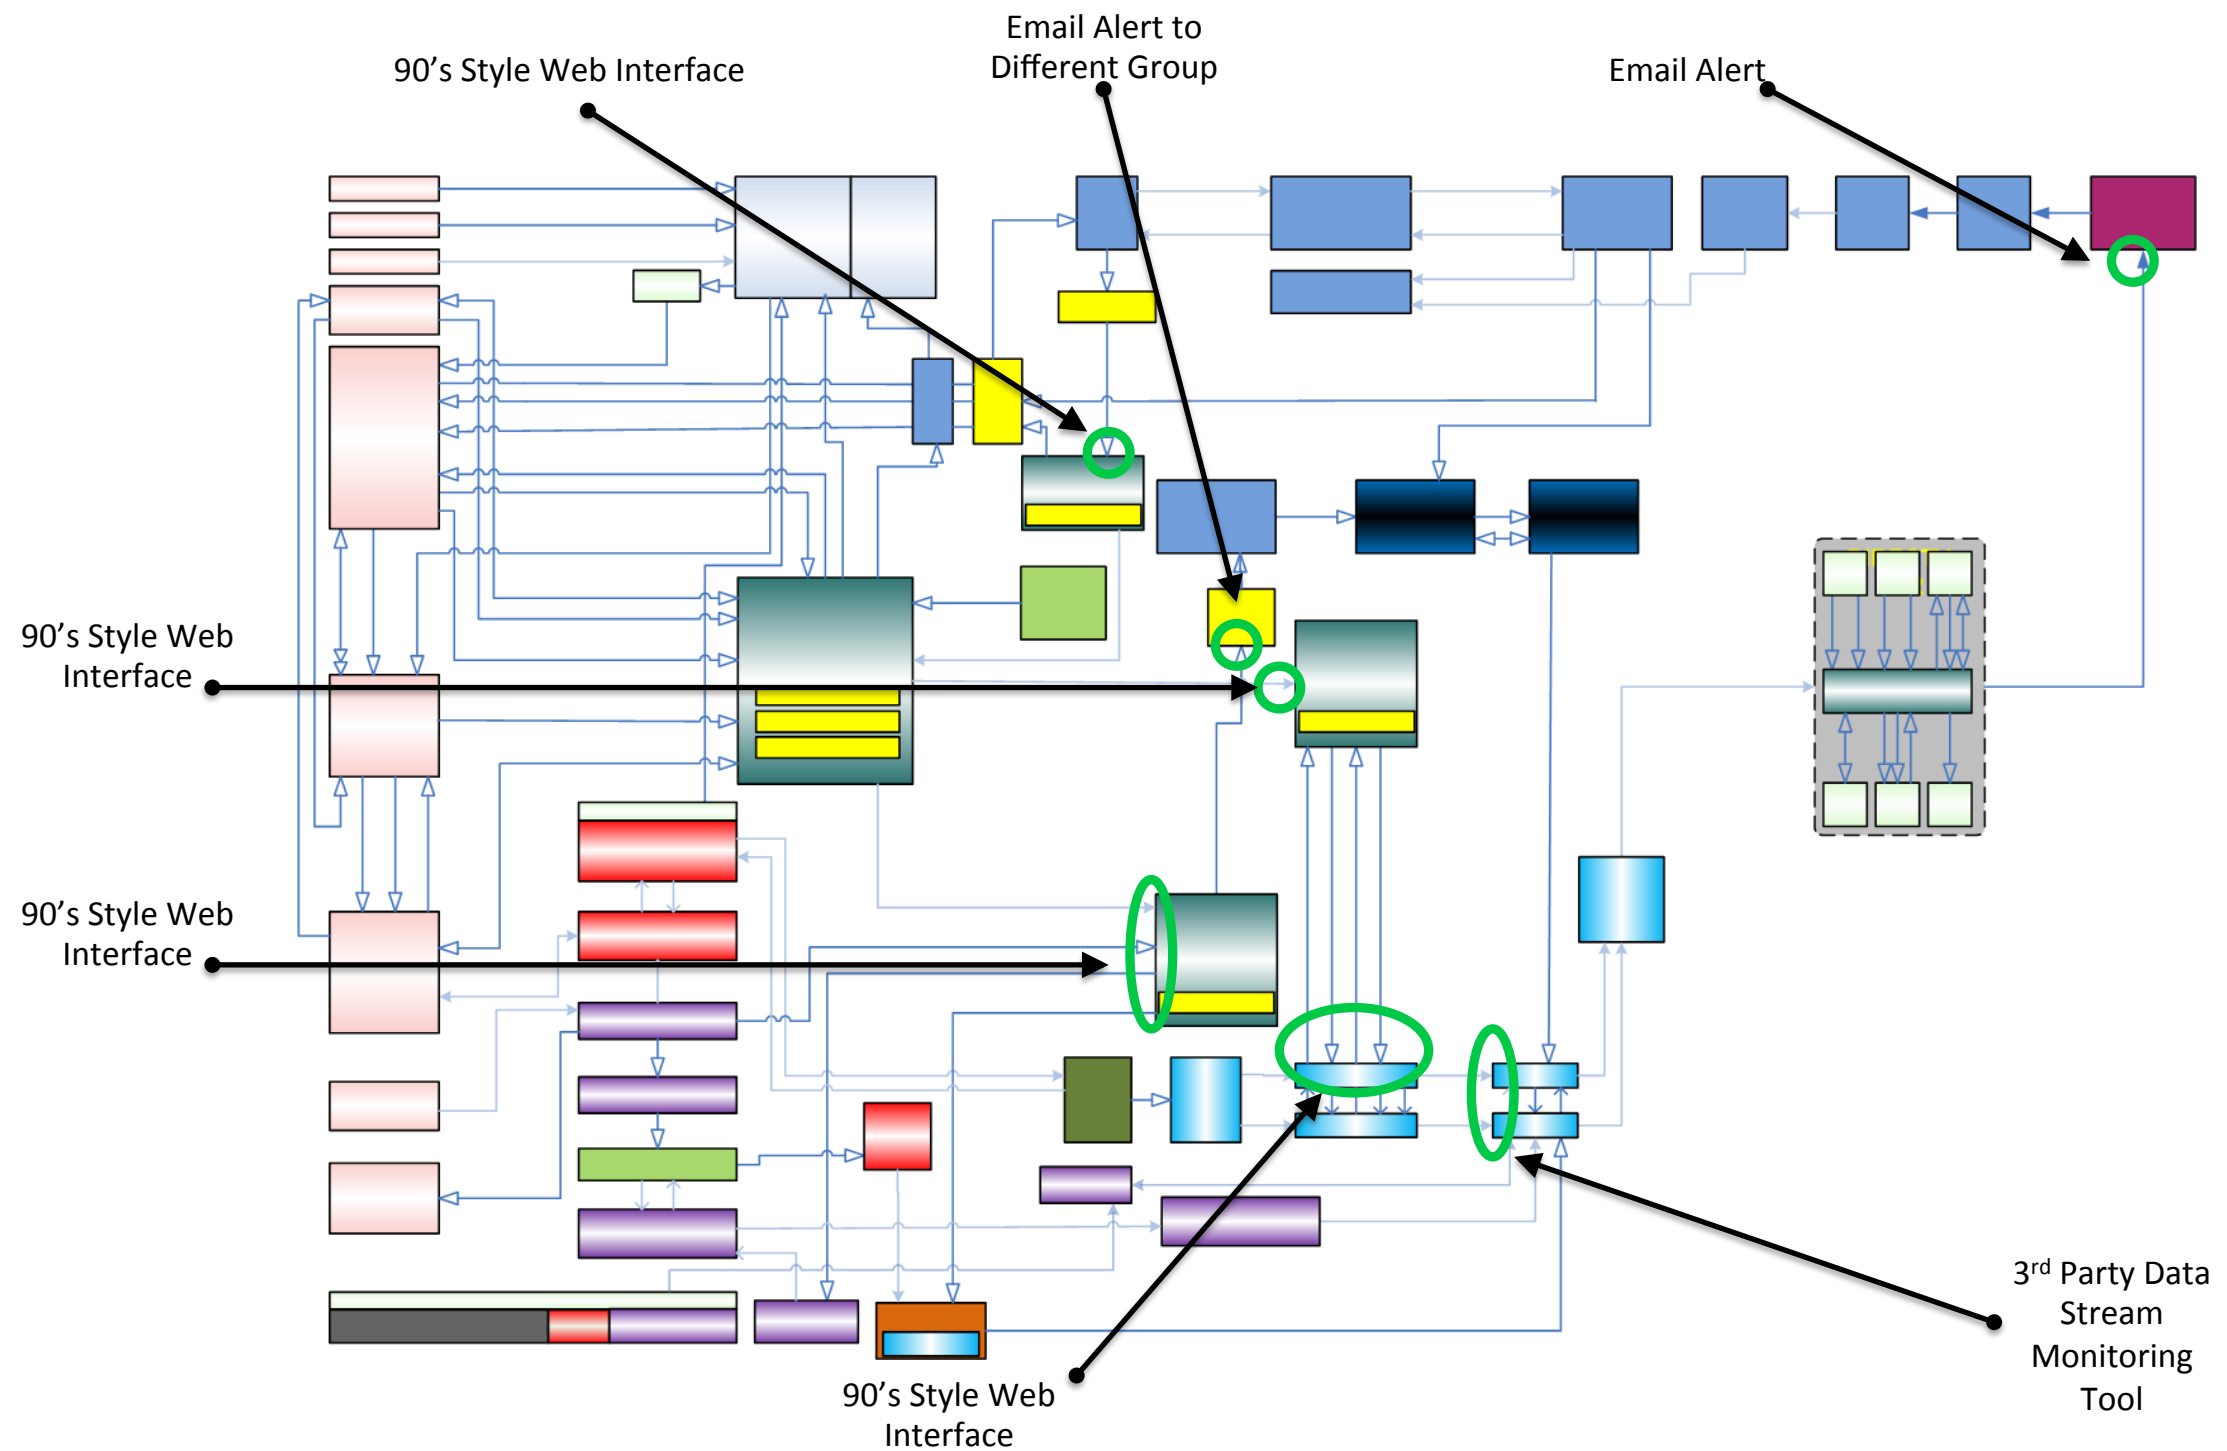 Email Alert to
Different Group
90’s Style Web Interface
Email Alert
90’s Style Web
Interface
90’s Style Web
Interface
3rd Party Data
Stream
Monitoring
Tool
90’s Style Web
Interface